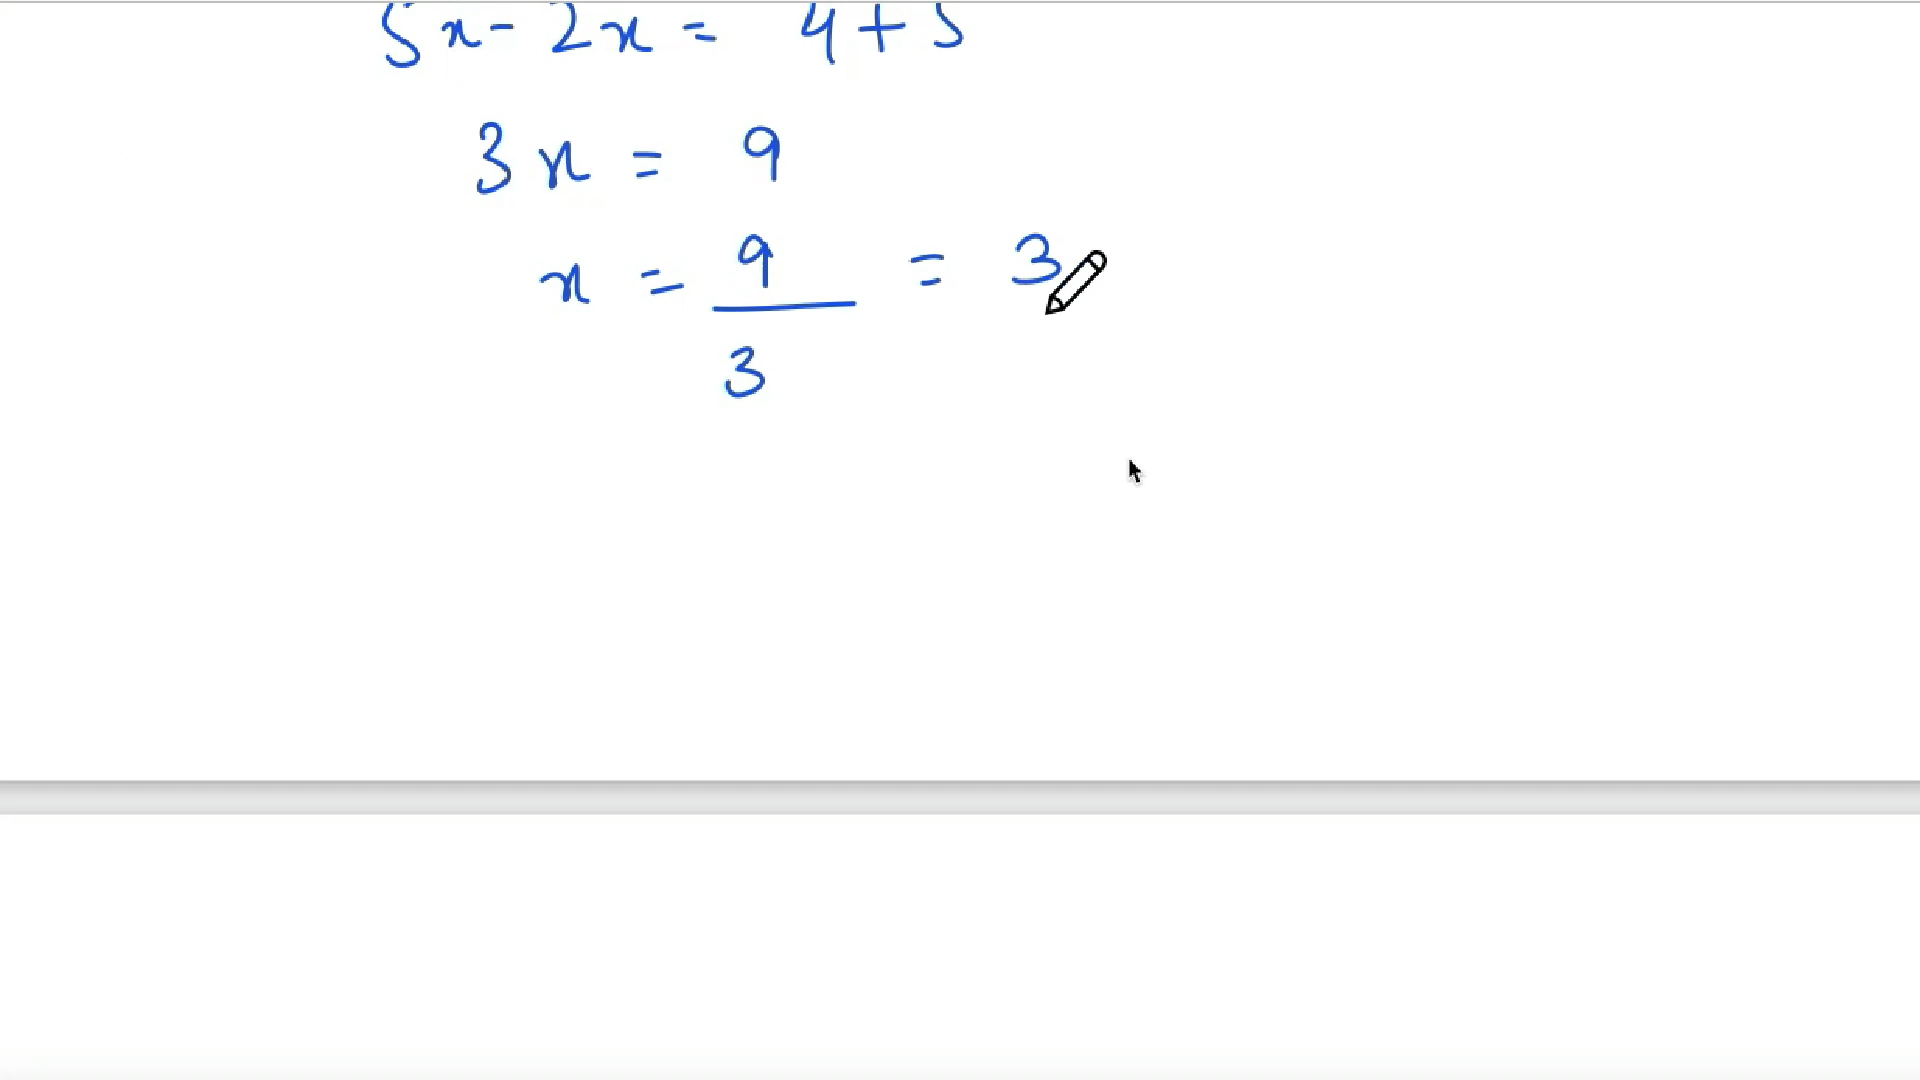 5x - 2x = 4 + 5
3x = 9
x = 9/3 = 3